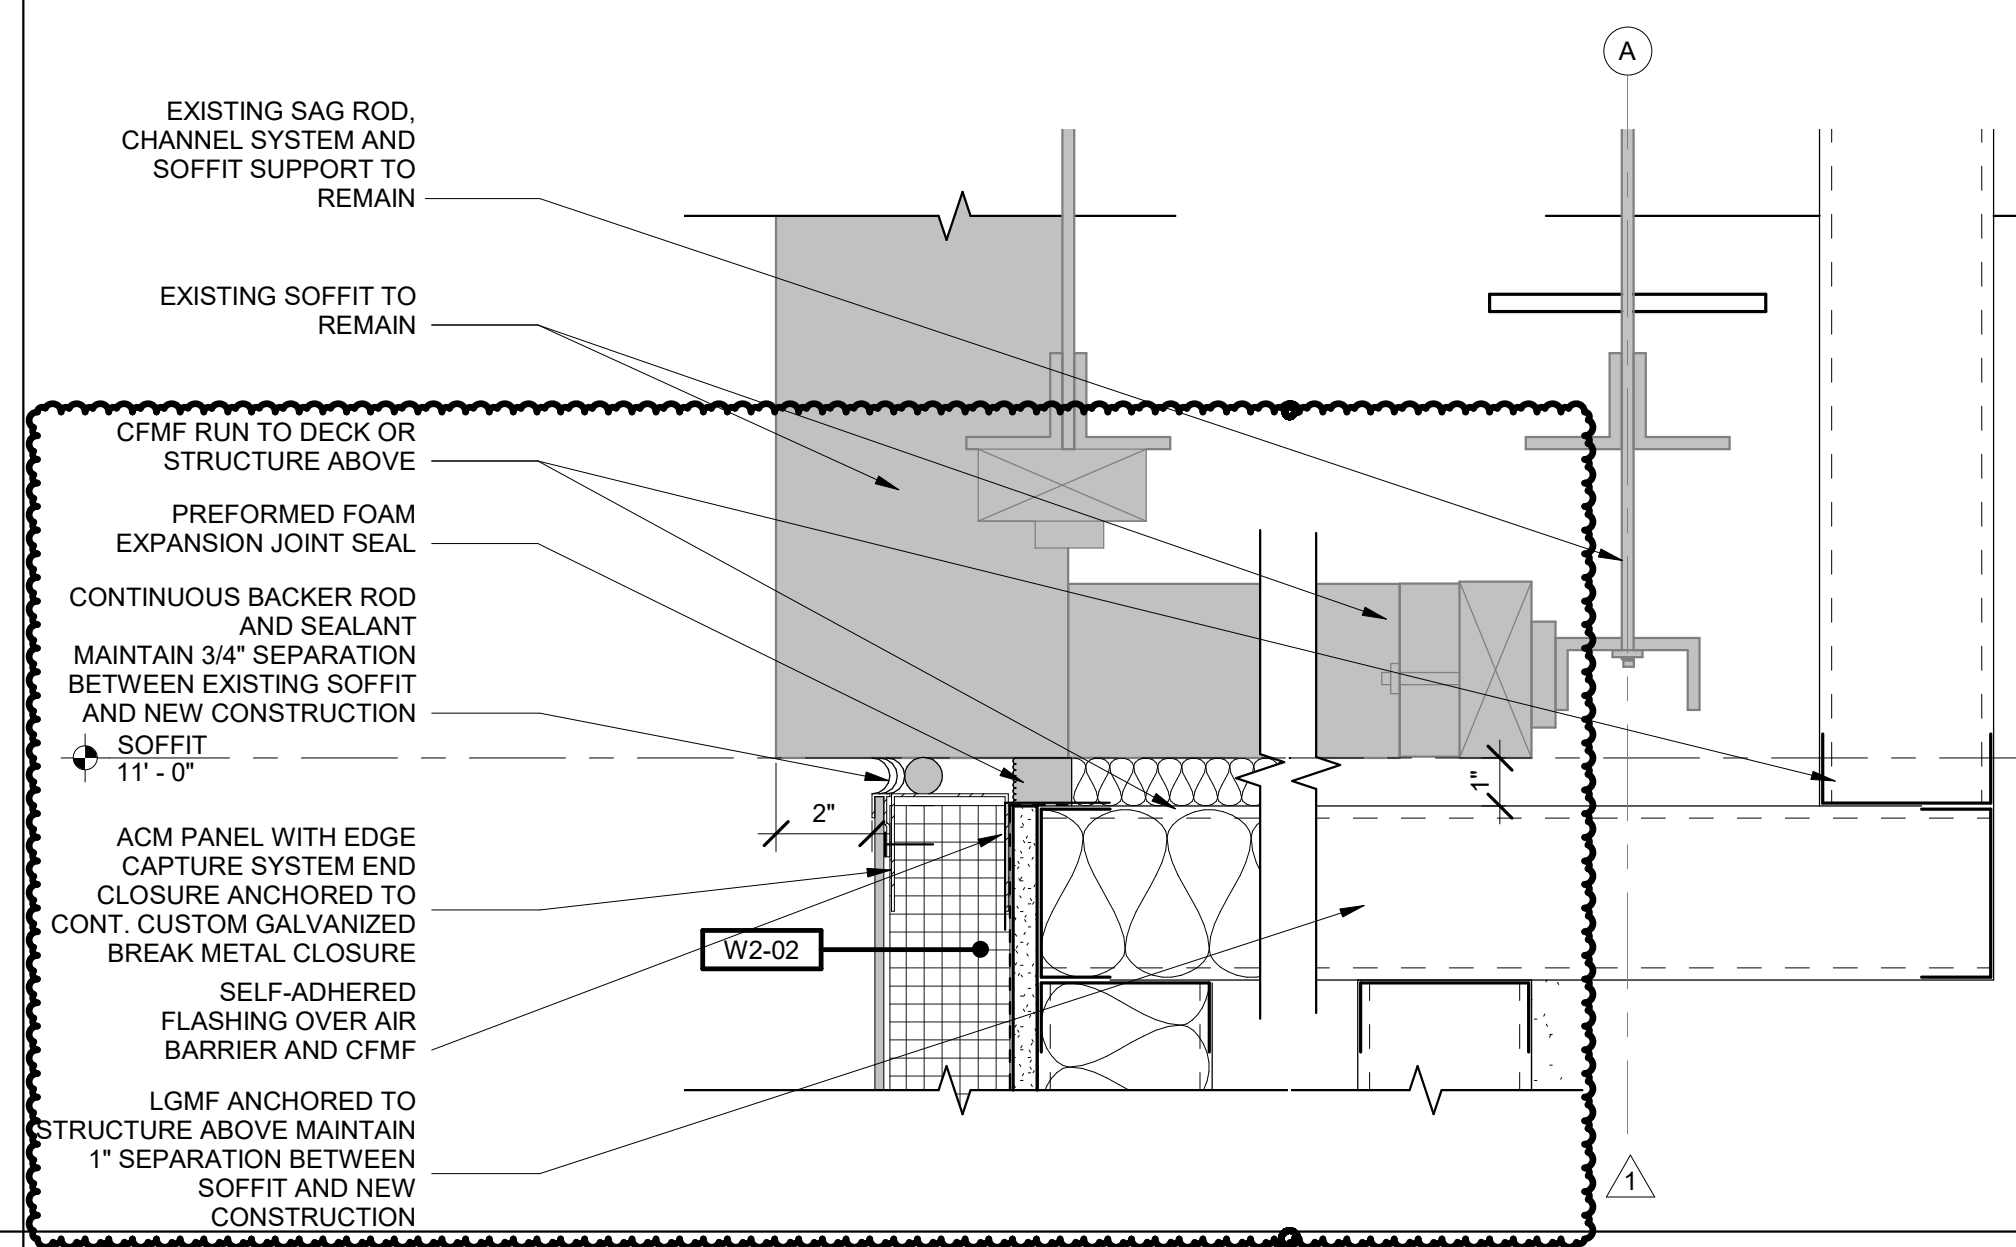 A
EXISTING SAG ROD,
CHANNEL SYSTEM AND
SOFFIT SUPPORT TO
REMAIN
EXISTING SOFFIT TO
REMAIN
CFMF RUN TO DECK OR
STRUCTURE ABOVE
PREFORMED FOAM
EXPANSION JOINT SEAL
CONTINUOUS BACKER ROD
AND SEALANT
MAINTAIN 3/4" SEPARATION
BETWEEN EXISTING SOFFIT
AND NEW CONSTRUCTION
SOFFIT
11' - 0"
1"
2"
ACM PANEL WITH EDGE
CAPTURE SYSTEM END
CLOSURE ANCHORED TO
CONT. CUSTOM GALVANIZED
BREAK METAL CLOSURE
W2-02
SELF-ADHERED
FLASHING OVER AIR
BARRIER AND CFMF
LGMF ANCHORED TO
STRUCTURE ABOVE MAINTAIN
1" SEPARATION BETWEEN
SOFFIT AND NEW
CONSTRUCTION
1